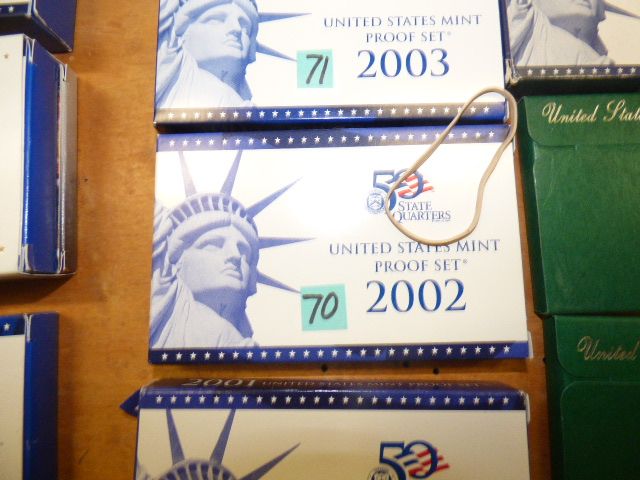 UNITED STATES MINT
PROOF SET®
71
2003
United Stat
50
STATE
QUARTERS
UNITED STATES MINT
PROOF SET®
70
2002
United
2001 UNITED STATES MINT PROOF SET
50